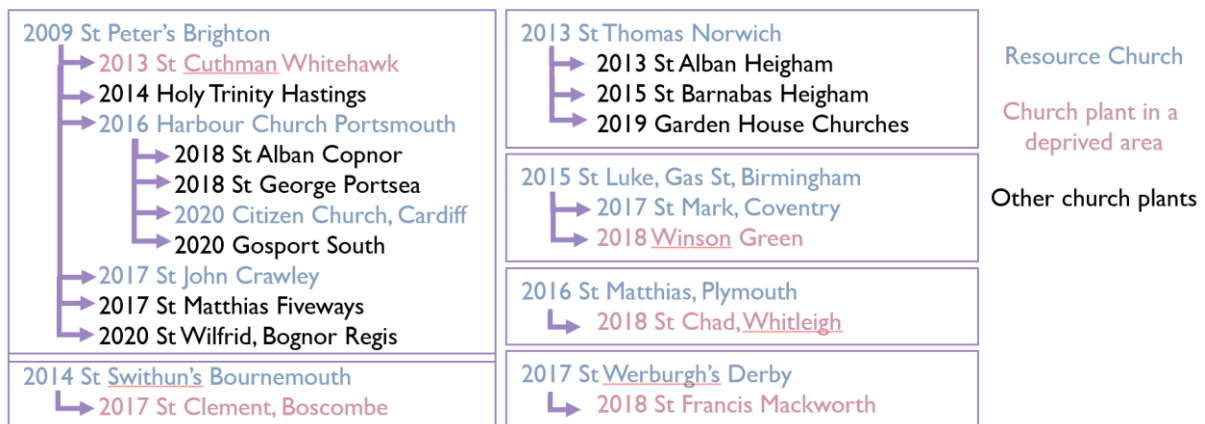 2009 St Peter's Brighton
2013 St Cuthman Whitehawk
2014 Holy Trinity Hastings
2016 Harbour Church Portsmouth
2018 St Alban Copnor
2018 St George Portsea
2020 Citizen Church, Cardiff
2020 Gosport South
2017 St John Crawley
2017 St Matthias Fiveways
2020 St Wilfrid, Bognor Regis
2014 St Swithun's Bournemouth
2017 St Clement, Boscombe
2013 St Thomas Norwich
2013 St Alban Heigham
2015 St Barnabas Heigham
2019 Garden House Churches
2015 St Luke, Gas St, Birmingham
2017 St Mark, Coventry
2018 Winson Green
2016 St Matthias, Plymouth
2018 St Chad, Whitleigh
2017 St Werburgh's Derby
2018 St Francis Mackworth
Resource Church
Church plant in a
deprived area
Other church plants